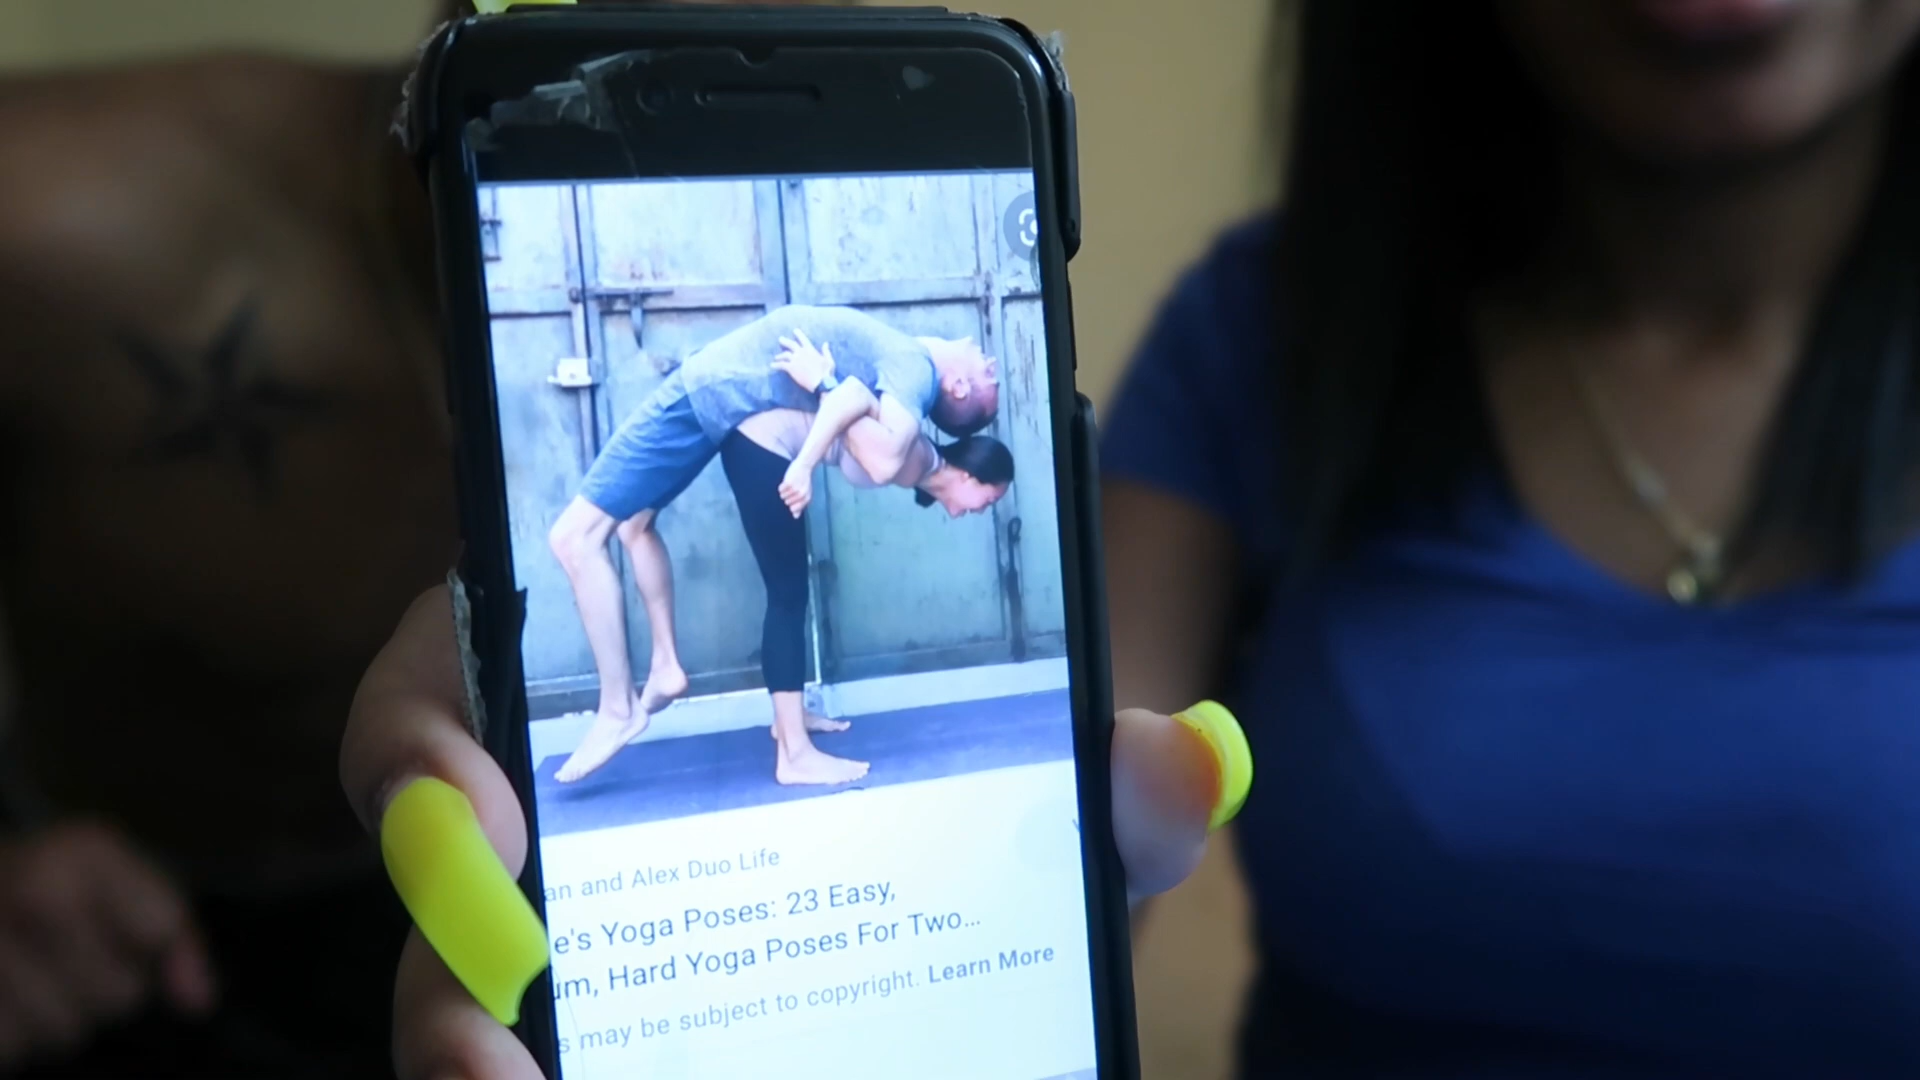 an and Alex Duo Life
e's Yoga Poses: 23 Easy,
um, Hard Yoga Poses For Two...
s may be subject to copyright. Learn More